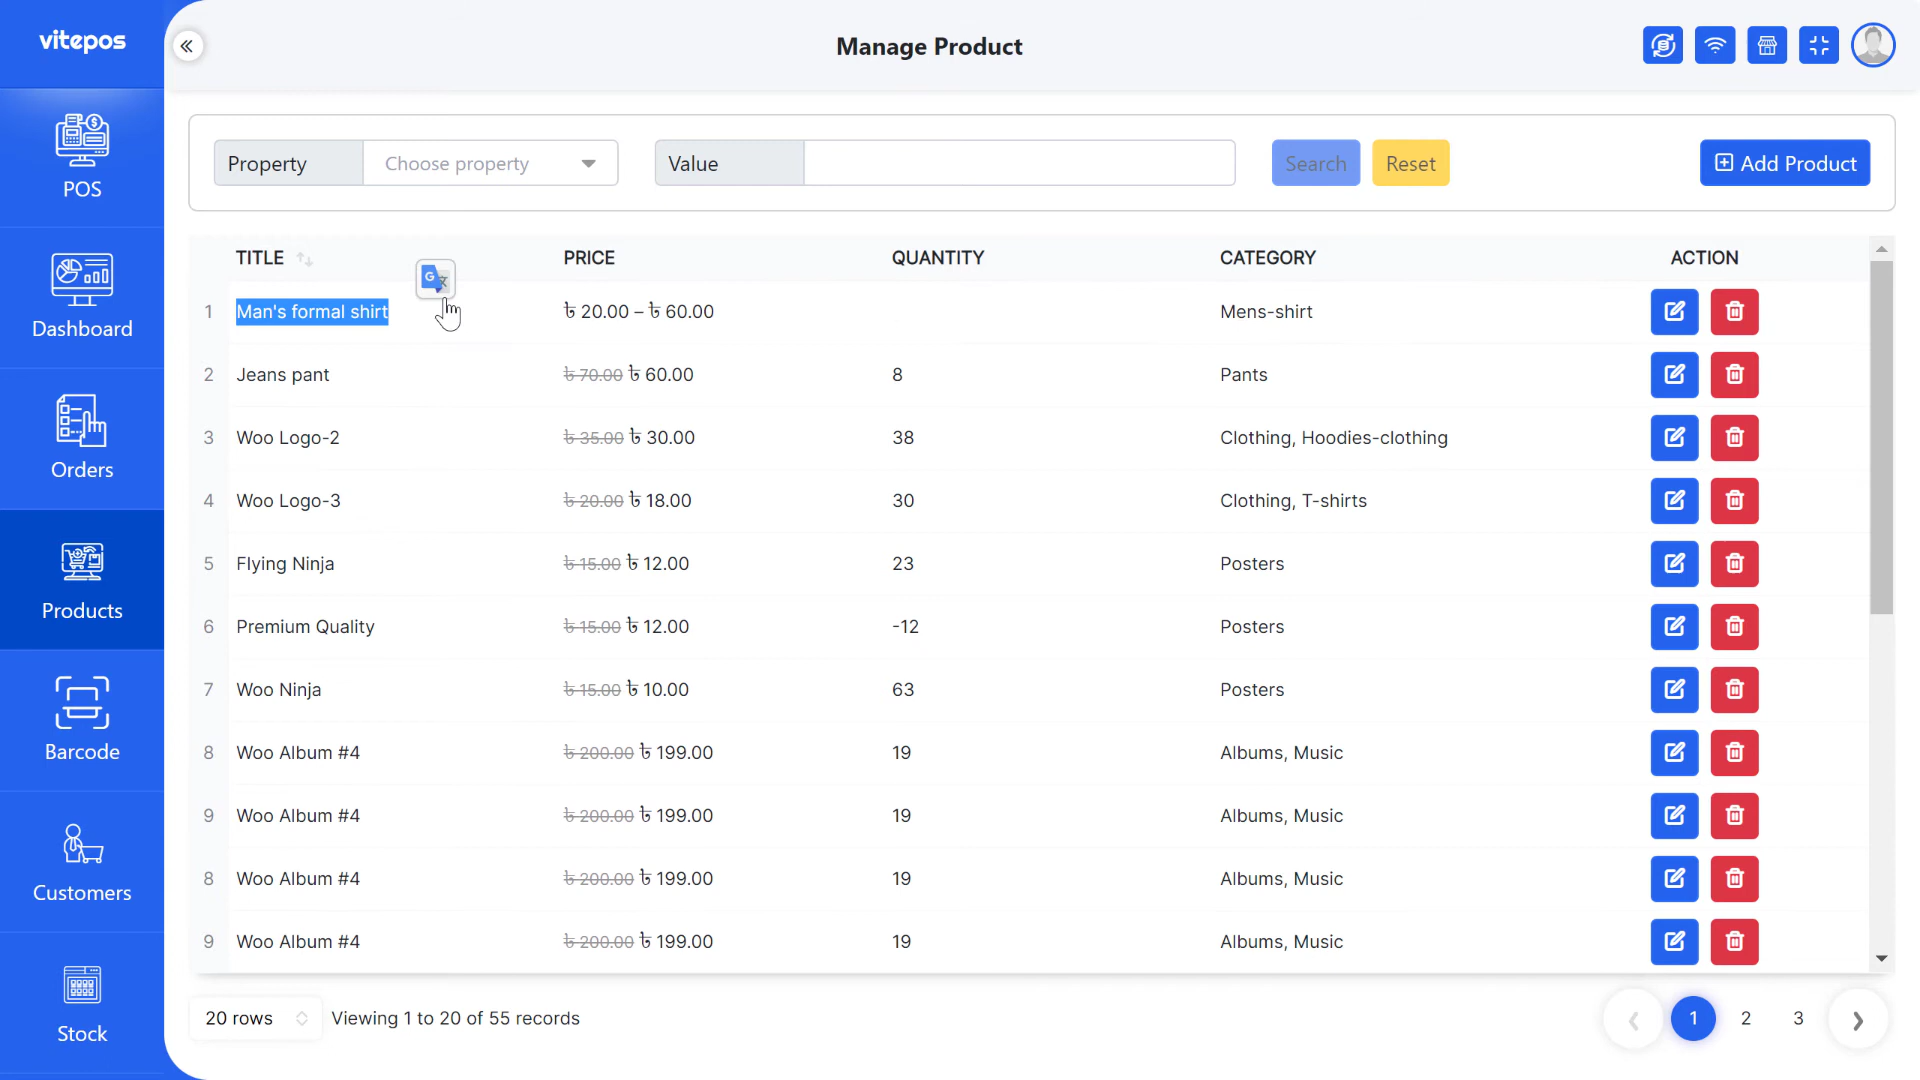 vitepos
Manage Product
POS
Dashboard
Orders
Products
Barcode
Customers
Stock
Property Choose property Value Search Reset Add Product
TITLE PRICE QUANTITY CATEGORY ACTION
1 Man's formal shirt ৳ 20.00 – ৳ 60.00 Mens-shirt
2 Jeans pant ৳ 70.00 ৳ 60.00 8 Pants
3 Woo Logo-2 ৳ 35.00 ৳ 30.00 38 Clothing, Hoodies-clothing
4 Woo Logo-3 ৳ 20.00 ৳ 18.00 30 Clothing, T-shirts
5 Flying Ninja ৳ 15.00 ৳ 12.00 23 Posters
6 Premium Quality ৳ 15.00 ৳ 12.00 -12 Posters
7 Woo Ninja ৳ 15.00 ৳ 10.00 63 Posters
8 Woo Album #4 ৳ 200.00 ৳ 199.00 19 Albums, Music
9 Woo Album #4 ৳ 200.00 ৳ 199.00 19 Albums, Music
8 Woo Album #4 ৳ 200.00 ৳ 199.00 19 Albums, Music
9 Woo Album #4 ৳ 200.00 ৳ 199.00 19 Albums, Music
20 rows Viewing 1 to 20 of 55 records 1 2 3